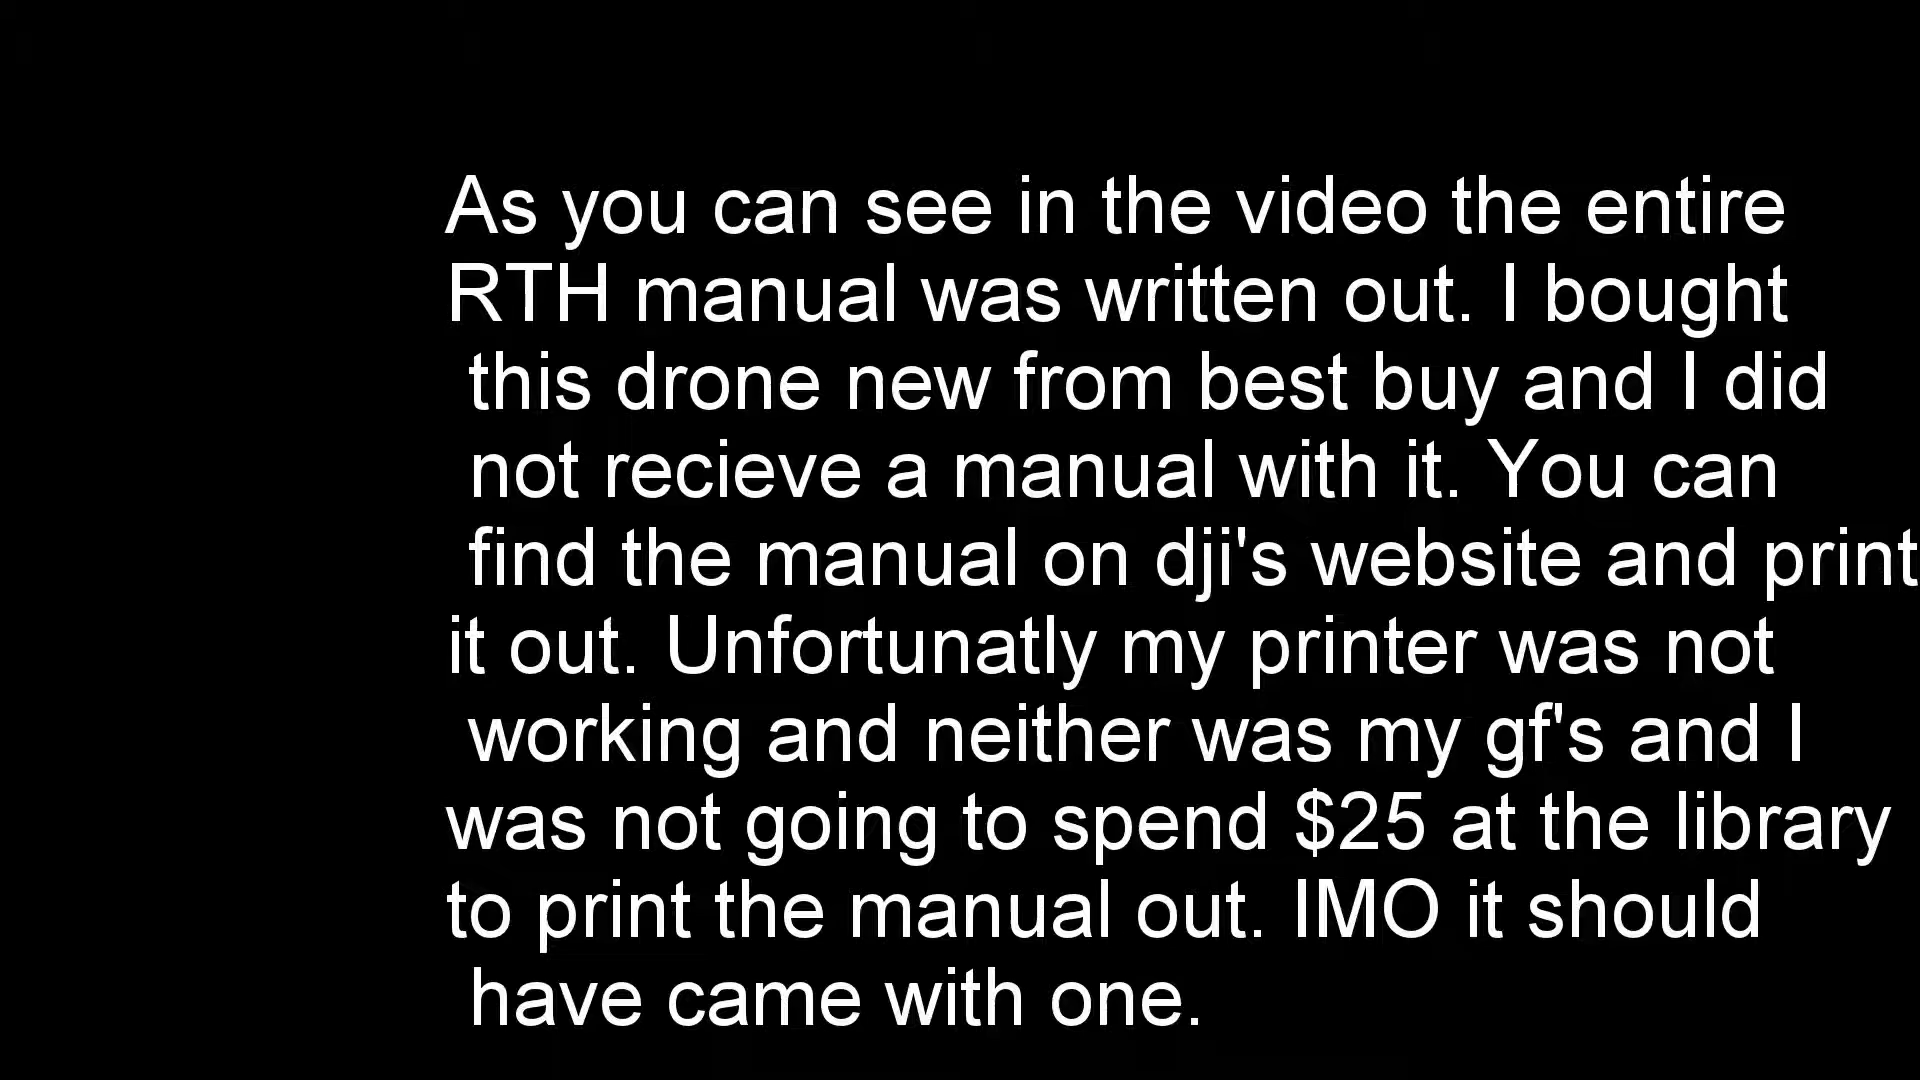 As you can see in the video the entire
RTH manual was written out. I bought
this drone new from best buy and I did
not recieve a manual with it. You can
find the manual on dji's website and print
it out. Unfortunatly my printer was not
working and neither was my gf's and I
was not going to spend $25 at the library
to print the manual out. IMO it should
have came with one.